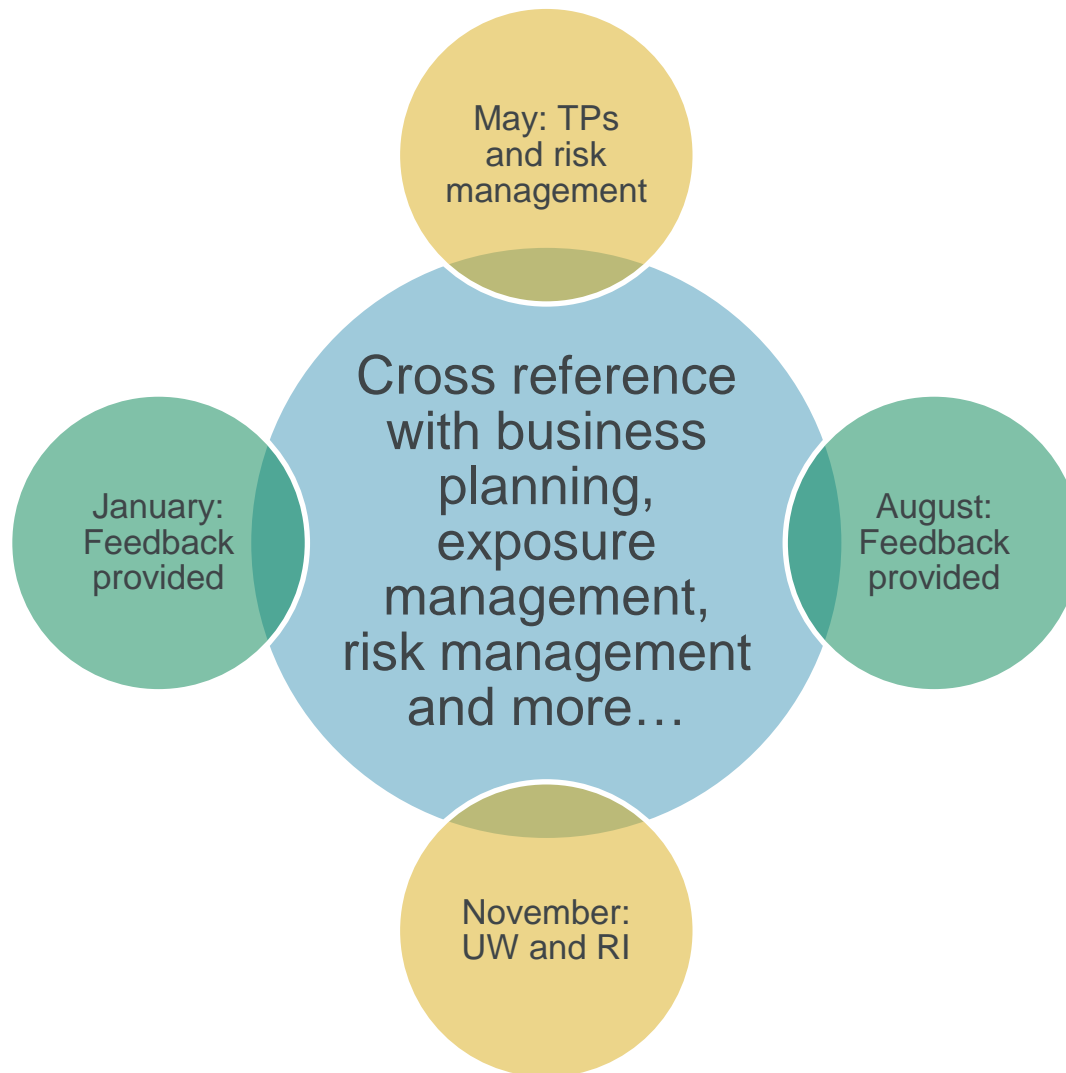 May: TPs
and risk
management
Cross reference
with business
planning,
exposure
management,
risk management
and more…
January:
Feedback
provided
August:
Feedback
provided
November:
UW and RI